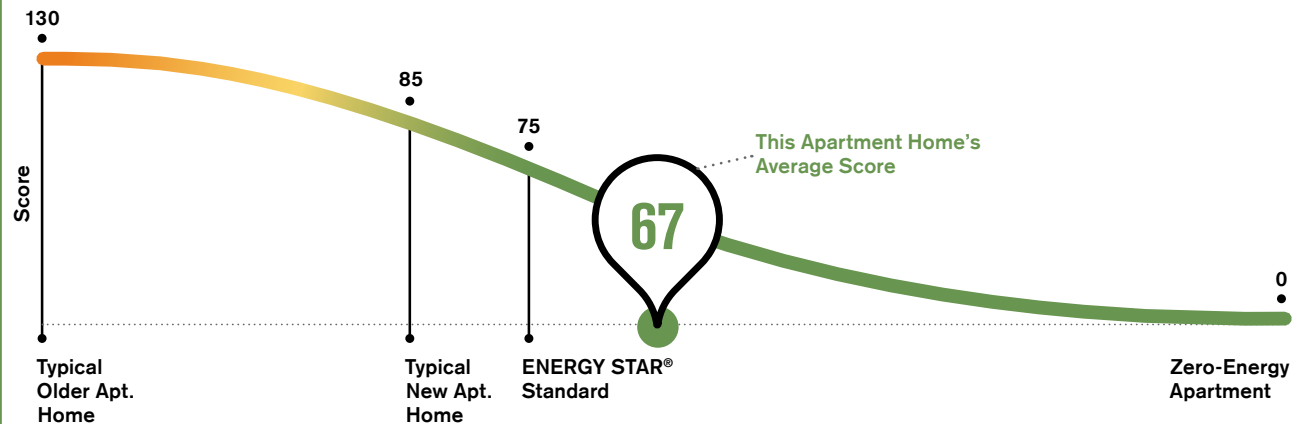 130
85
75
This Apartment Home's
Average Score
67
0
Score
Typical
Older Apt.
Home
Typical
New Apt.
Home
ENERGY STAR®
Standard
Zero-Energy
Apartment